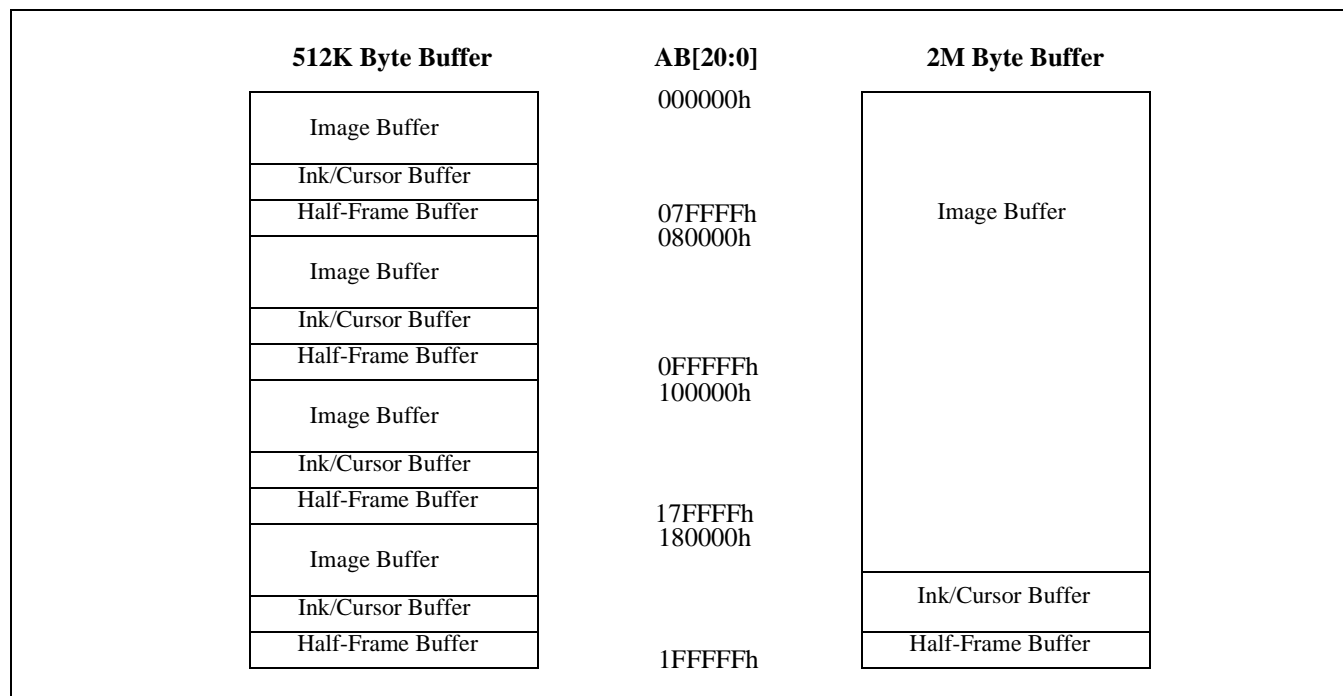 512K Byte Buffer AB[20:0] 2M Byte Buffer
000000h
Image Buffer
Ink/Cursor Buffer
Half-Frame Buffer 07FFFFh Image Buffer
080000h
Image Buffer
Ink/Cursor Buffer
Half-Frame Buffer 0FFFFFh
100000h
Image Buffer
Ink/Cursor Buffer
Half-Frame Buffer 17FFFFh
180000h
Image Buffer
Ink/Cursor Buffer Ink/Cursor Buffer
Half-Frame Buffer 1FFFFFh Half-Frame Buffer